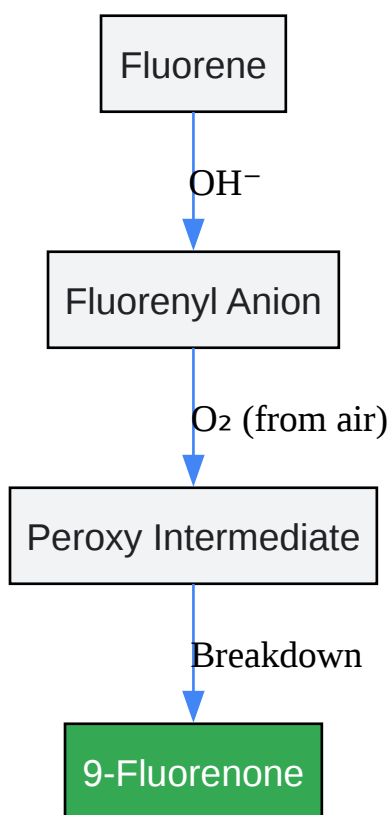 Fluorene
OH⁻
Fluorenyl Anion
O₂ (from air)
Peroxy Intermediate
Breakdown
9-Fluorenone